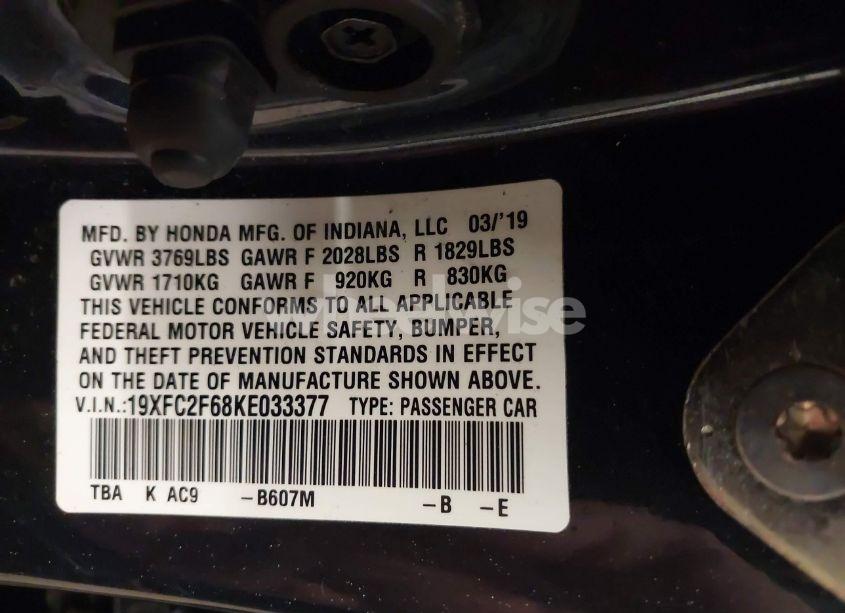 MFD. BY HONDA MFG. OF INDIANA, LLC 03/'19
GVWR 3769LBS GAWR F 2028LBS R 1829LBS
GVWR 1710KG GAWR F 920KG R 830KG
THIS VEHICLE CONFORMS TO ALL APPLICABLE
FEDERAL MOTOR VEHICLE SAFETY, BUMPER,
AND THEFT PREVENTION STANDARDS IN EFFECT
ON THE DATE OF MANUFACTURE SHOWN ABOVE.
V.I.N.:19XFC2F68KE033377 TYPE: PASSENGER CAR
TBA K AC9 -B607M -B -E